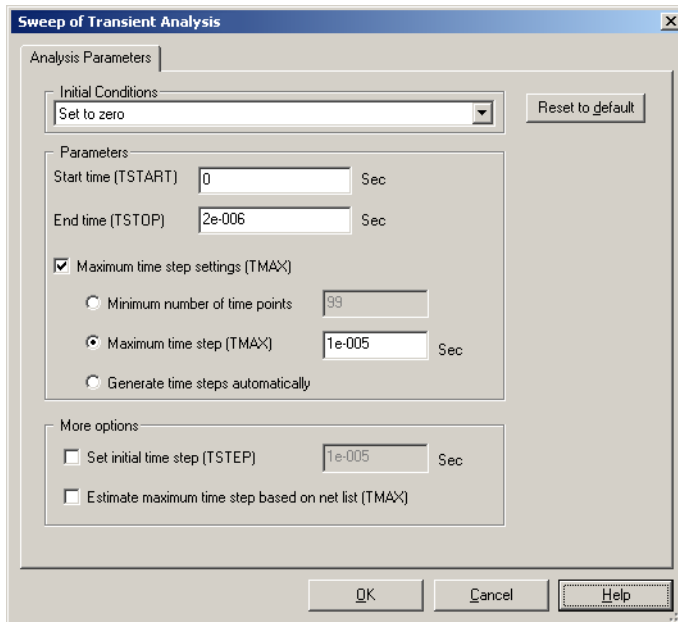 Sweep of Transient Analysis
Analysis Parameters
Initial Conditions
Set to zero
Reset to default
Parameters
Start time (TSTART) 0 Sec
End time (TSTOP) 2e-006 Sec
Maximum time step settings (TMAX)
Minimum number of time points 99
Maximum time step (TMAX) 1e-005 Sec
Generate time steps automatically
More options
Set initial time step (TSTEP) 1e-005 Sec
Estimate maximum time step based on net list (TMAX)
OK Cancel Help